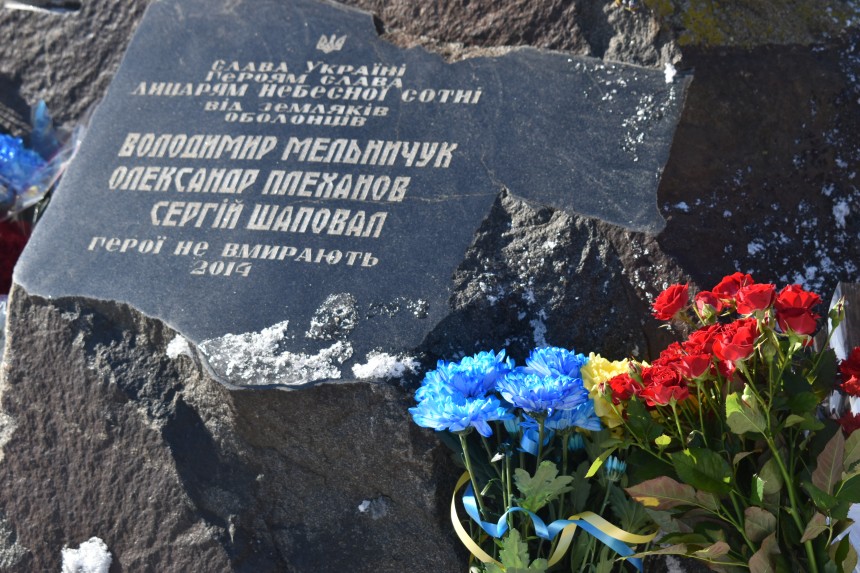 СЛАВА УКРАЇНІ
ГЕРОЯМ СЛАВА
ЛИЦАРЯМ НЕБЕСНОЇ СОТНІ
ВІД ЗЕМЛЯКІВ
ОБОЛОНЦІВ
ВОЛОДИМИР МЕЛЬНИЧУК
ОЛЕКСАНДР ПЛЕХАНОВ
СЕРГІЙ ШАПОВАЛ
ГЕРОЇ НЕ ВМИРАЮТЬ
2014